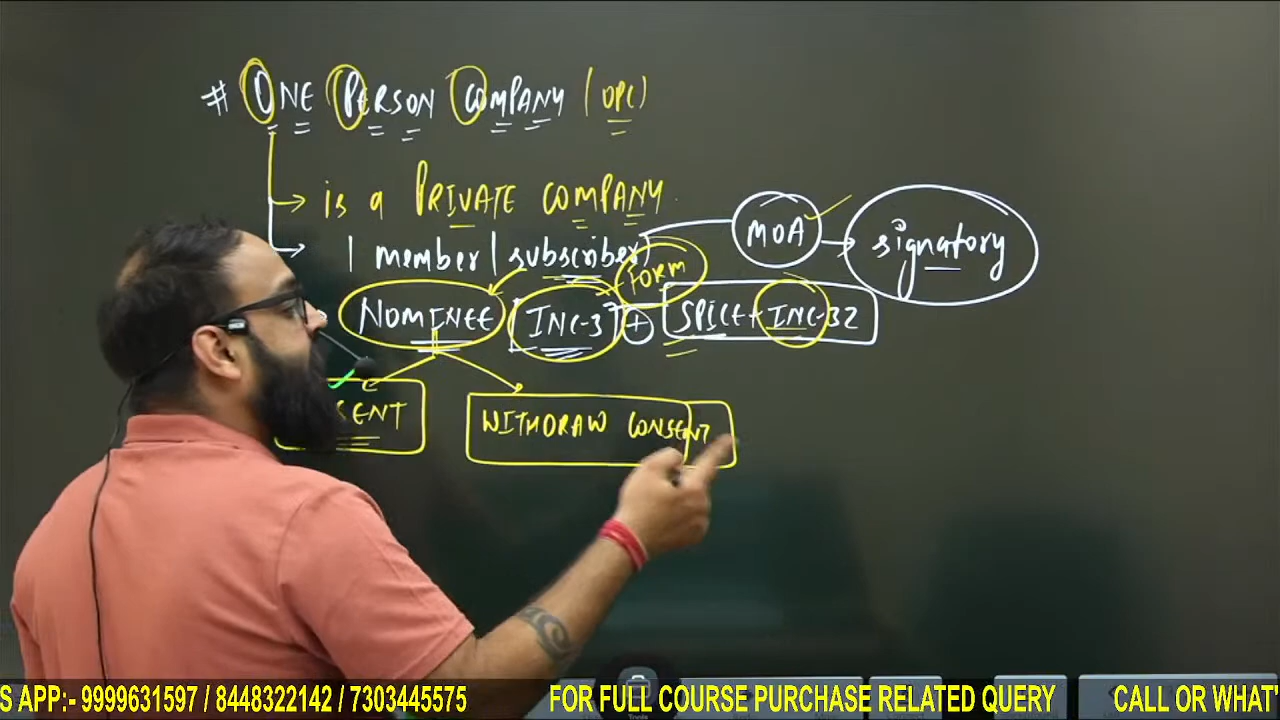 # ONE PERSON COMPANY (OPC)
is a PRIVATE COMPANY.
1 member | subscriber) MOA signatory
FORM
NOMINEE [INC-3] + SPICE + INC-32
WITHDRAW CONSENT
S APP:- 9999631597 / 8448322142 / 7303445575 FOR FULL COURSE PURCHASE RELATED QUERY CALL OR WHAT'